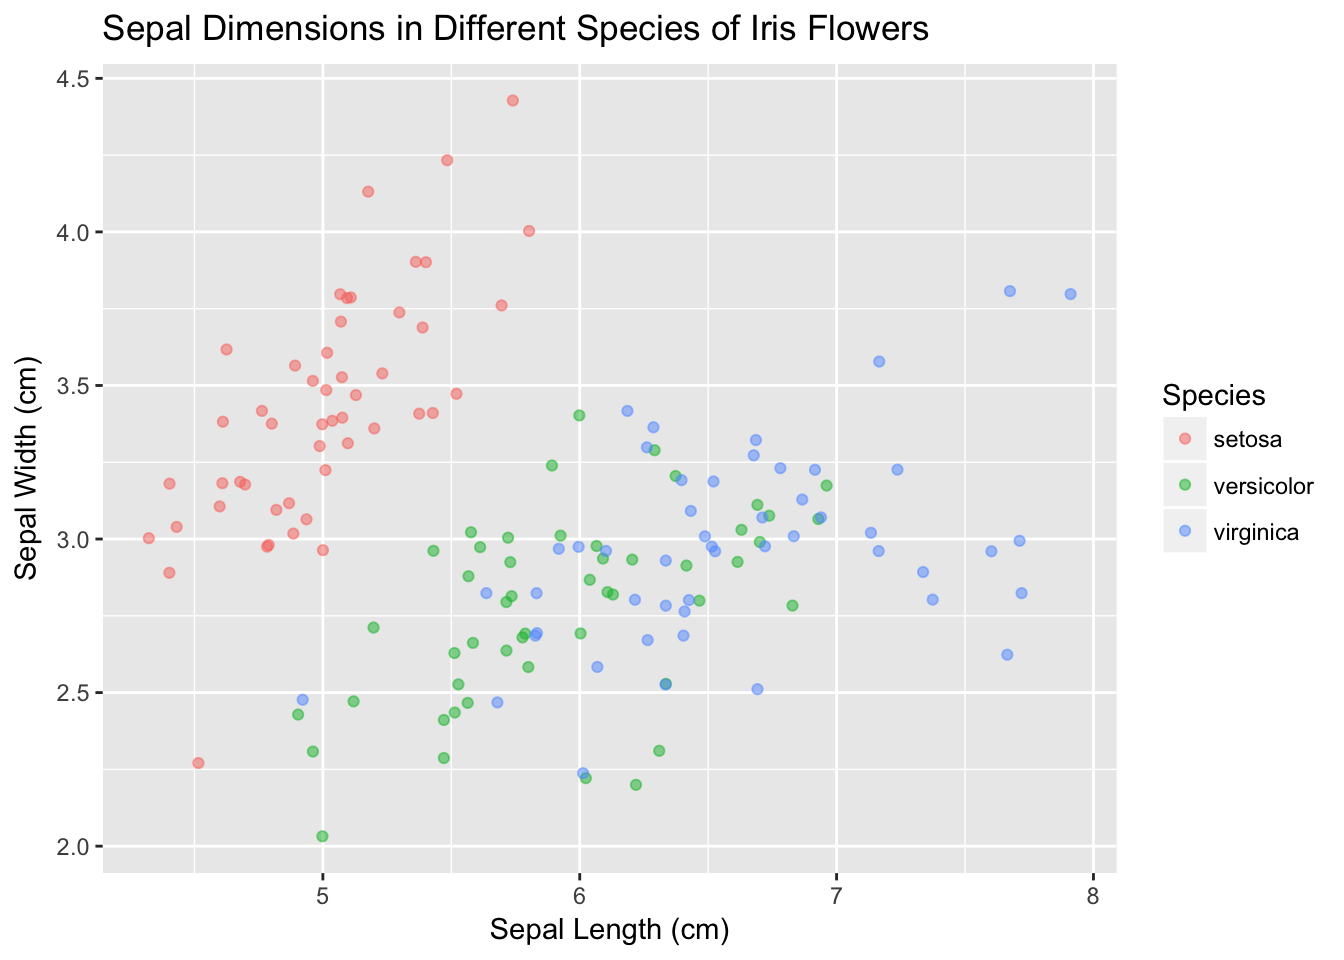 Sepal Dimensions in Different Species of Iris Flowers
4.5
4.0
3.5
3.0
2.5
2.0
Sepal Width (cm)
5 6 7 8
Sepal Length (cm)
Species
setosa
versicolor
virginica